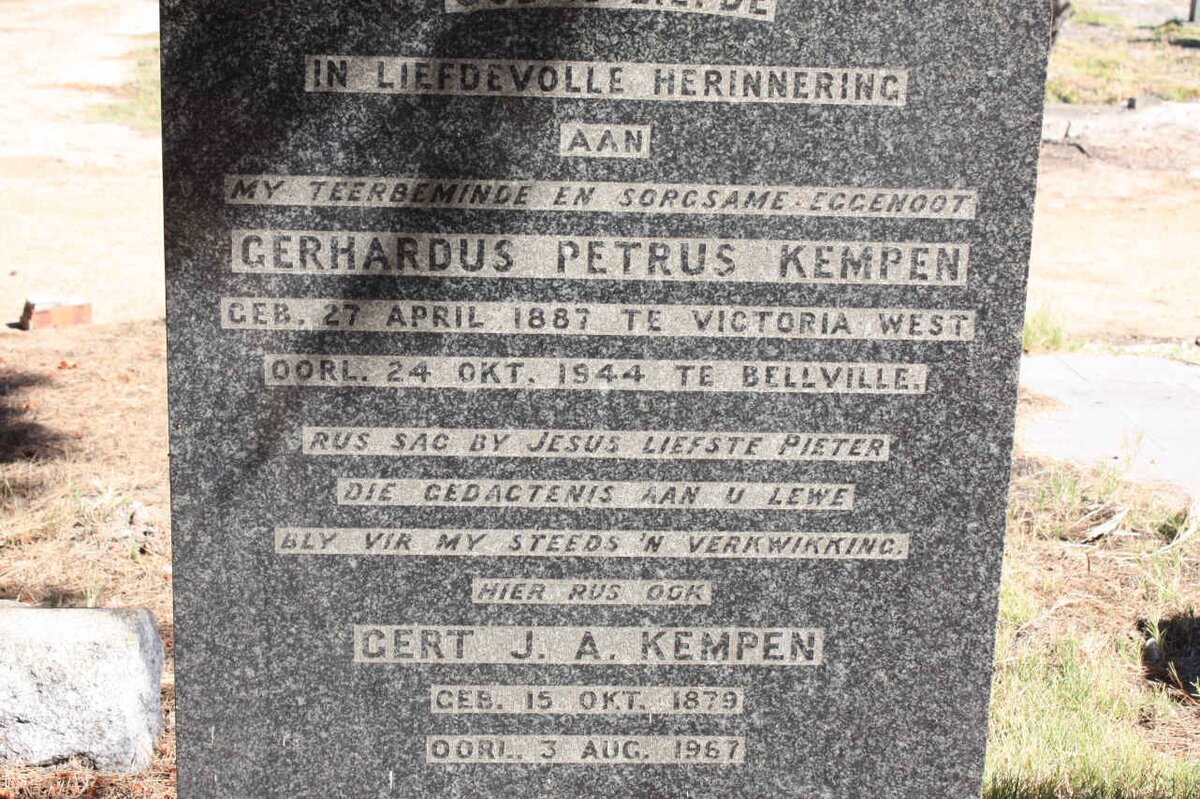 LIEFDE
IN LIEFDEVOLLE HERINNERING
AAN
MY TEERBEMINDE EN SORGSAME EGGENOOT
GERHARDUS PETRUS KEMPEN
GEB. 27 APRIL 1887 TE VICTORIA WEST
OORL. 24 OKT. 1944 TE BELLVILLE.
RUS SAG BY JESUS LIEFSTE PIETER
DIE GEDAGTENIS AAN U LEWE
BLY VIR MY STEEDS 'N VERKWIKKING.
HIER RUS OOK
GERT J. A. KEMPEN
GEB. 15 OKT. 1879
OORL. 3 AUG. 1967